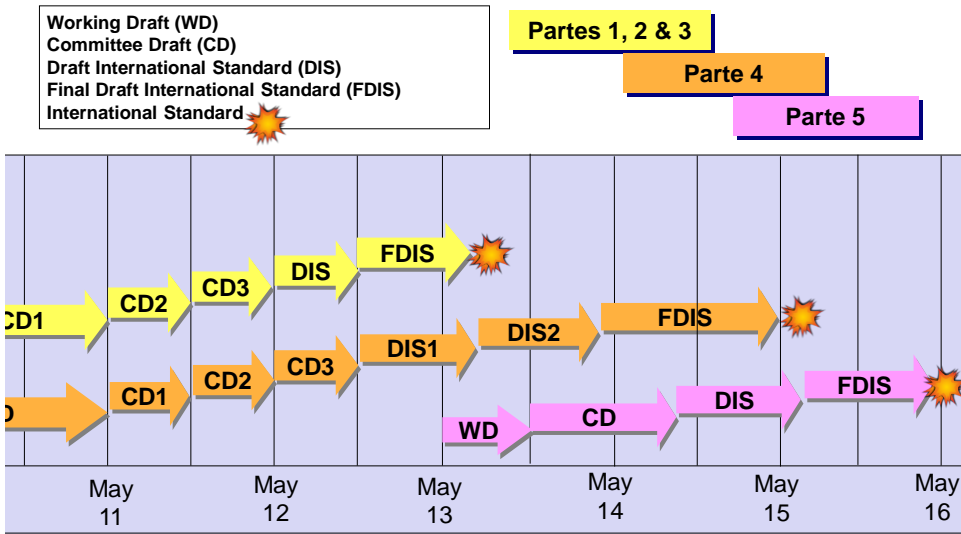 Working Draft (WD)
Committee Draft (CD)
Draft International Standard (DIS)
Final Draft International Standard (FDIS)
International Standard
Partes 1, 2 & 3
Parte 4
Parte 5
CD1
CD2
CD3
DIS
FDIS
D
CD1
CD2
CD3
DIS1
DIS2
FDIS
WD
CD
DIS
FDIS
May
11
May
12
May
13
May
14
May
15
May
16